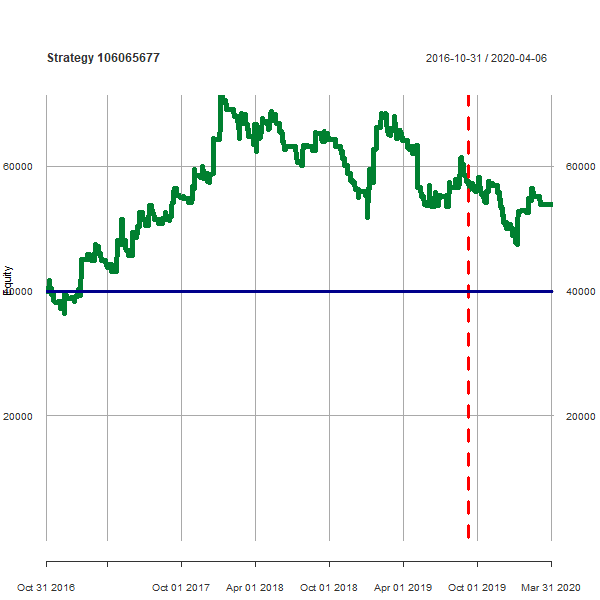 Strategy 106065677
2016-10-31 / 2020-04-06
60000
60000
Equity
40000
40000
20000
20000
Oct 31 2016
Oct 01 2017
Apr 01 2018
Oct 01 2018
Apr 01 2019
Oct 01 2019
Mar 31 2020